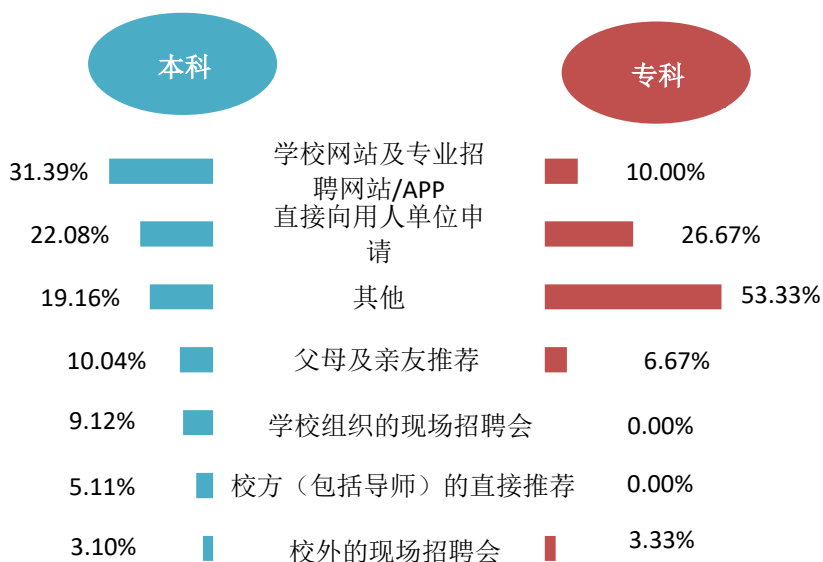 本科
专科
31.39%
学校网站及专业招
聘网站/APP
10.00%
22.08%
直接向用人单位申
请
26.67%
19.16%
其他
53.33%
10.04%
父母及亲友推荐
6.67%
9.12%
学校组织的现场招聘会
0.00%
5.11%
校方（包括导师）的直接推荐
0.00%
3.10%
校外的现场招聘会
3.33%